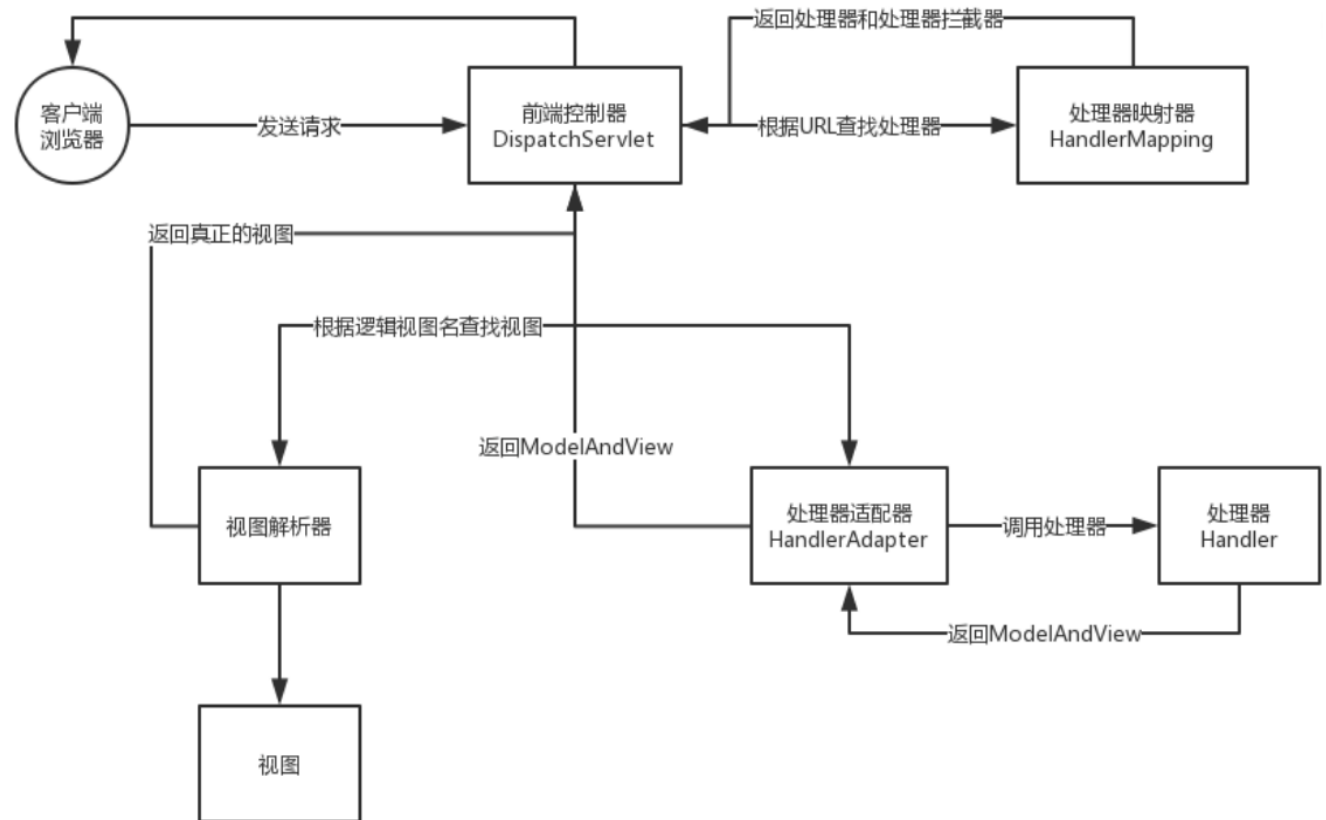 返回处理器和处理器拦截器
客户端
浏览器
发送请求
前端控制器
DispatchServlet
根据URL查找处理器
处理器映射器
HandlerMapping
返回真正的视图
根据逻辑视图名查找视图
返回ModelAndView
视图解析器
处理器适配器
HandlerAdapter
调用处理器
处理器
Handler
返回ModelAndView
视图